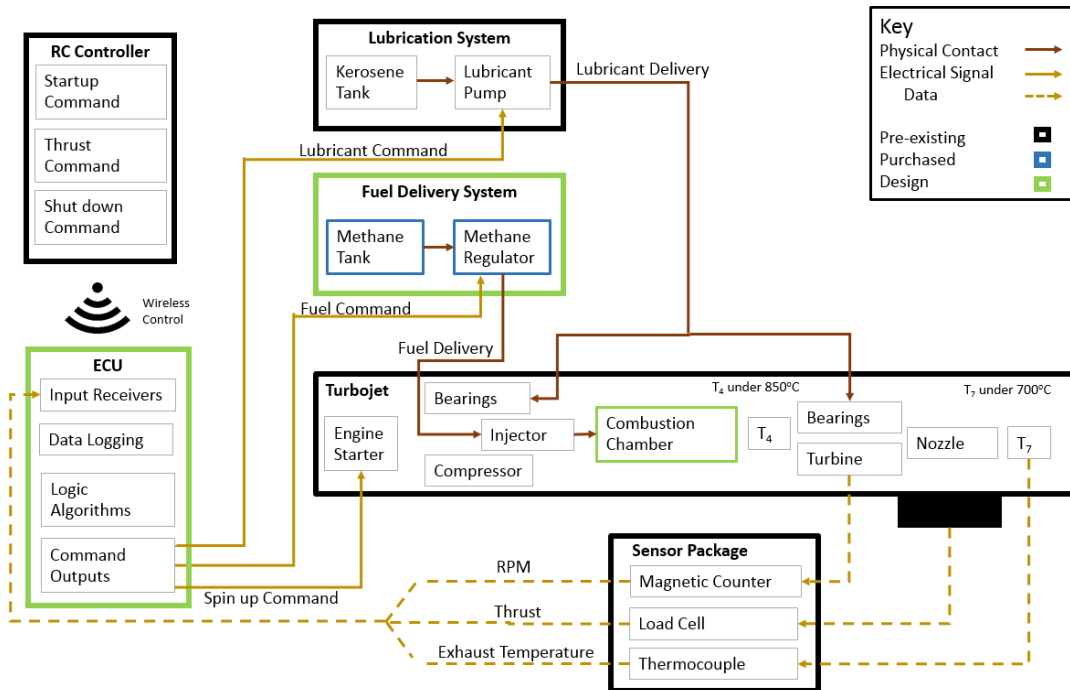 RC Controller
Startup
Command
Thrust
Command
Shut down
Command
Wireless
Control
ECU
Input Receivers
Data Logging
Logic
Algorithms
Command
Outputs
Lubrication System
Kerosene
Tank
Lubricant
Pump
Lubricant Delivery
Lubricant Command
Fuel Delivery System
Methane
Tank
Methane
Regulator
Fuel Command
Fuel Delivery
Spin up Command
Key
Physical Contact
Electrical Signal
Data
Pre-existing
Purchased
Design
Turbojet
T₄ under 850ºC
T₇ under 700ºC
Engine
Starter
Bearings
Injector
Compressor
Combustion
Chamber
T₄
Bearings
Turbine
Nozzle
T₇
Sensor Package
Magnetic Counter
Load Cell
Thermocouple
RPM
Thrust
Exhaust Temperature